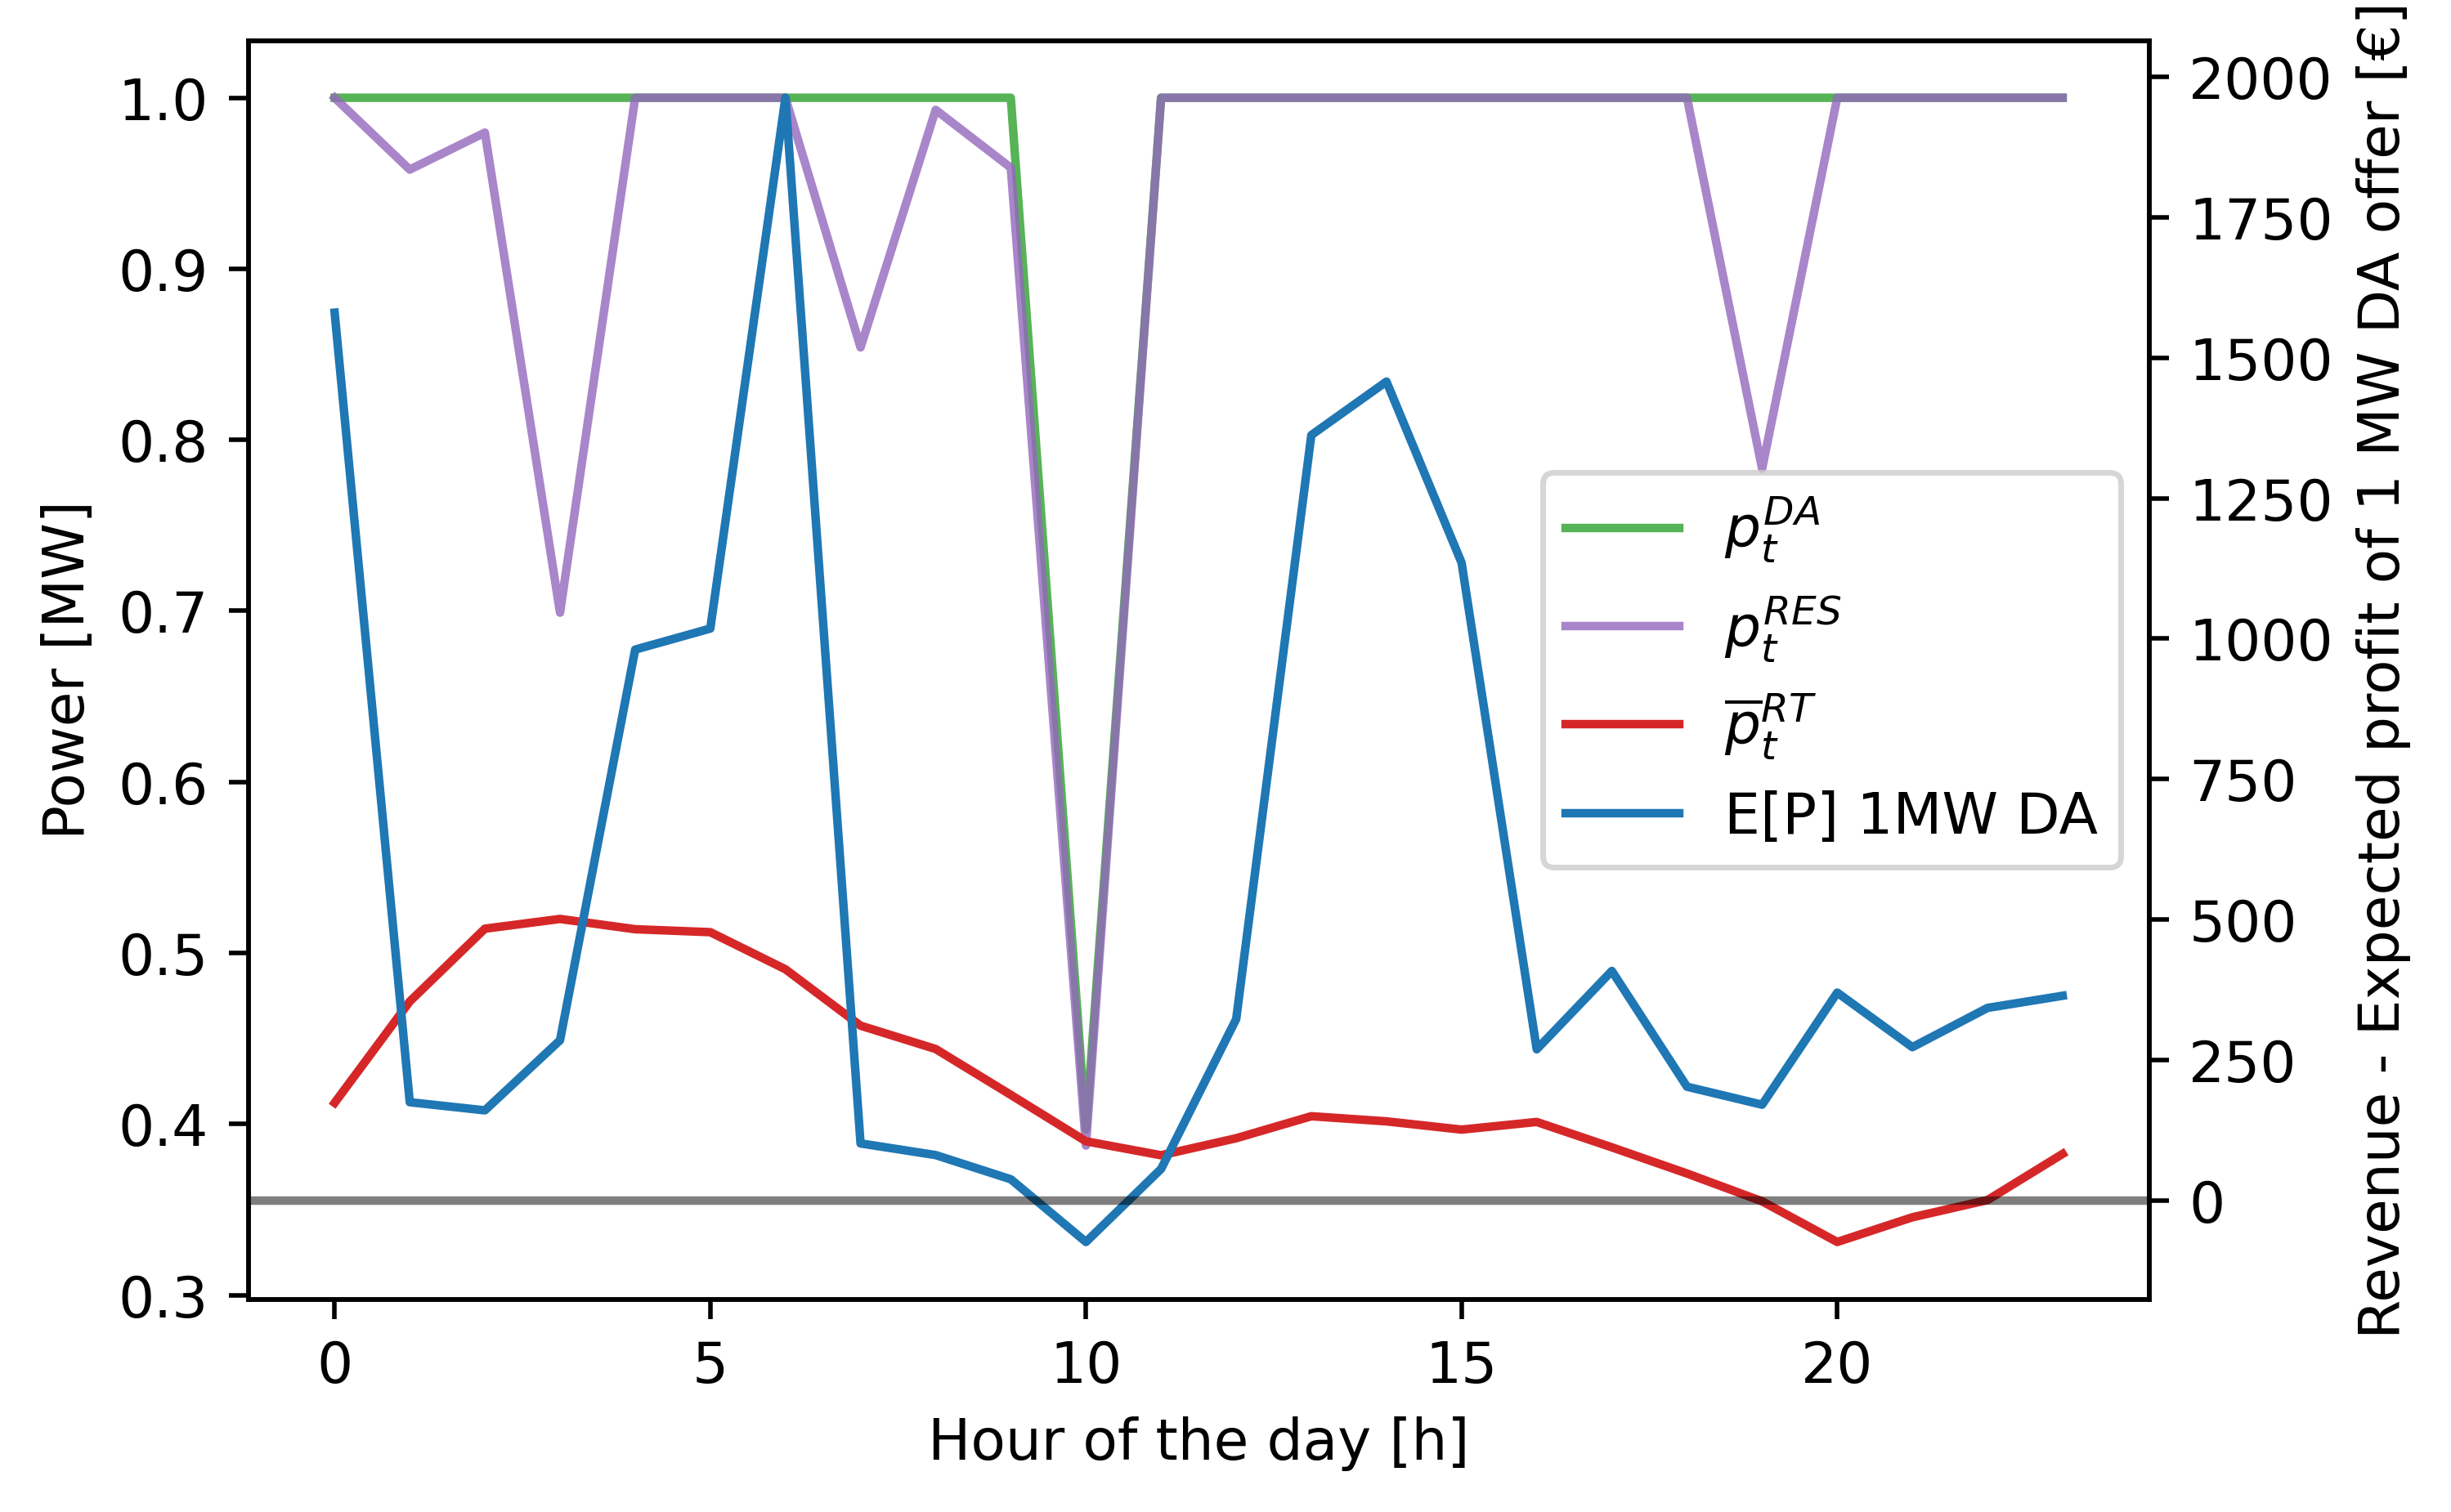 Power [MW]
1.0
0.9
0.8
0.7
0.6
0.5
0.4
0.3
0 5 10 15 20
Hour of the day [h]
p_t^{DA}
p_t^{RES}
\overline{p}_t^{RT}
E[P] 1MW DA
2000
1750
1500
1250
1000
750
500
250
0
Revenue - Expected profit of 1 MW DA offer [€]